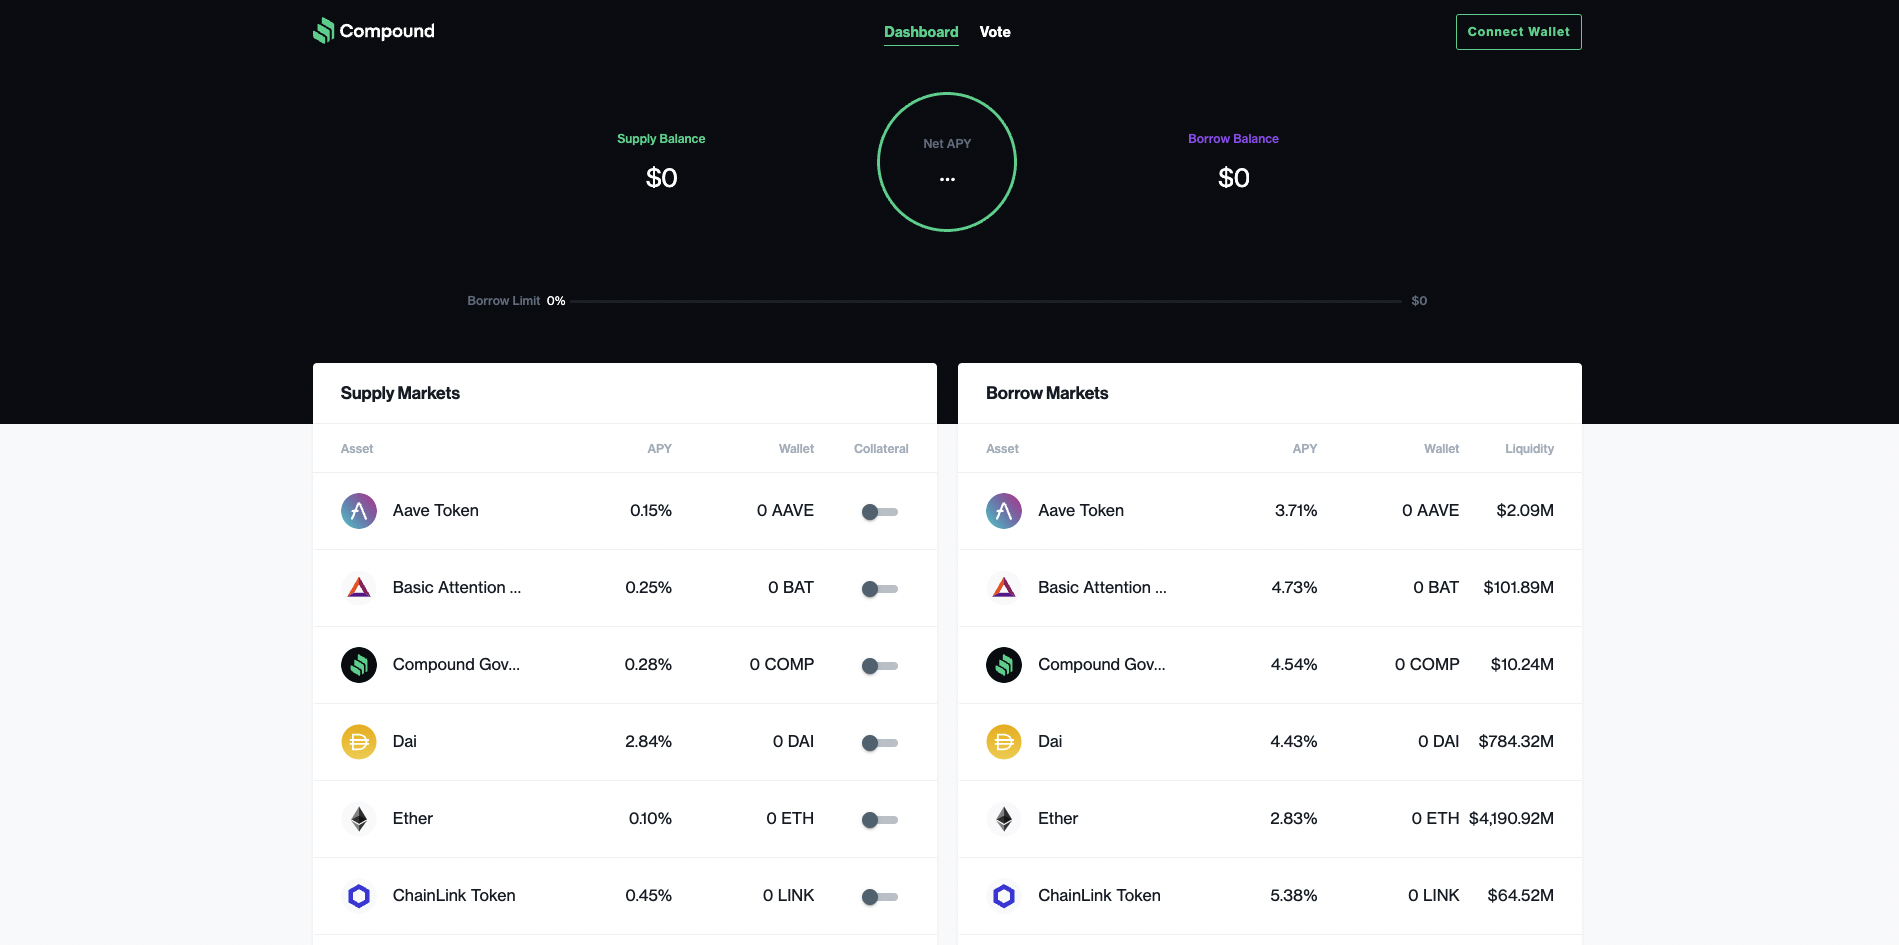 Compound
Dashboard Vote
Connect Wallet
Supply Balance
$0
Net APY
...
Borrow Balance
$0
Borrow Limit 0% $0
Supply Markets
Asset APY Wallet Collateral
Aave Token 0.15% 0 AAVE
Basic Attention ... 0.25% 0 BAT
Compound Gov... 0.28% 0 COMP
Dai 2.84% 0 DAI
Ether 0.10% 0 ETH
ChainLink Token 0.45% 0 LINK
Borrow Markets
Asset APY Wallet Liquidity
Aave Token 3.71% 0 AAVE $2.09M
Basic Attention ... 4.73% 0 BAT $101.89M
Compound Gov... 4.54% 0 COMP $10.24M
Dai 4.43% 0 DAI $784.32M
Ether 2.83% 0 ETH $4,190.92M
ChainLink Token 5.38% 0 LINK $64.52M